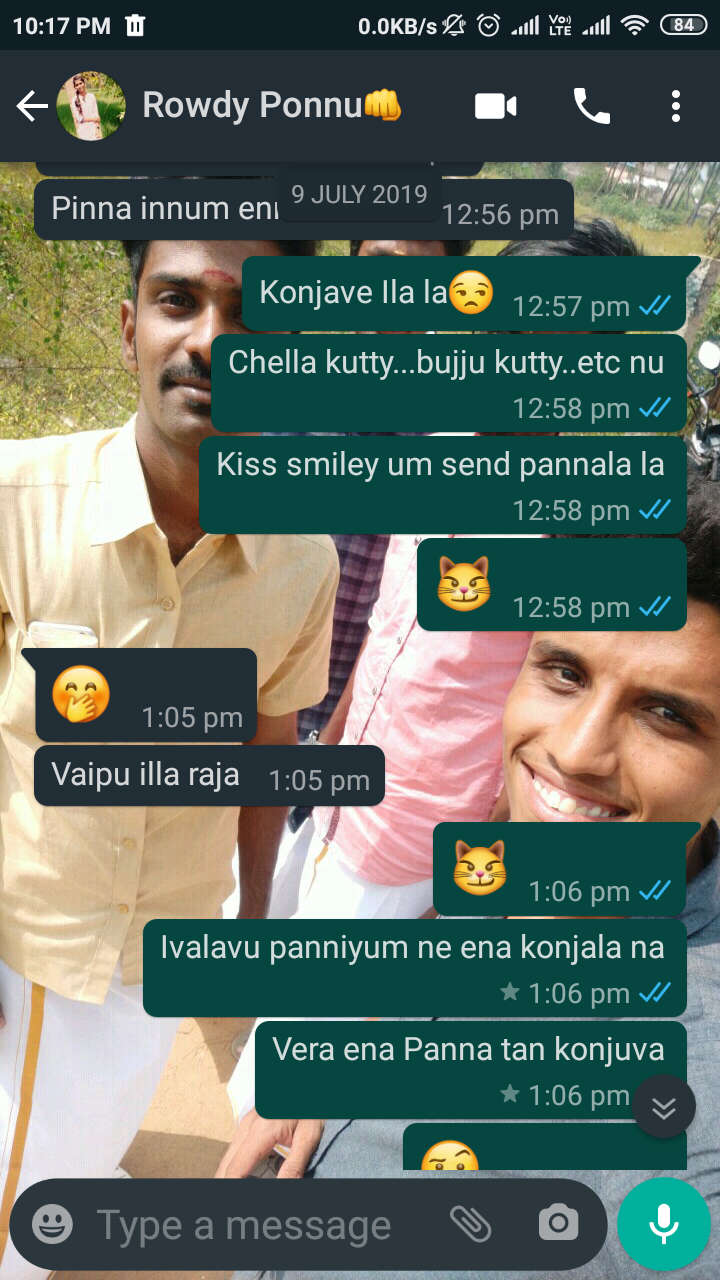 10:17 PM 0.0KB/s Vo) LTE 84
Rowdy Ponnu👊
9 JULY 2019
Pinna innum 12:56 pm
Konjave Ila la😒 12:57 pm
Chella kutty...bujju kutty..etc nu
12:58 pm
Kiss smiley um send pannala la
12:58 pm
😼 12:58 pm
🤭 1:05 pm
Vaipu illa raja 1:05 pm
😼 1:06 pm
Ivalavu panniyum ne ena konjala na
1:06 pm
Vera ena Panna tan konjuva
1:06 pm
Type a message